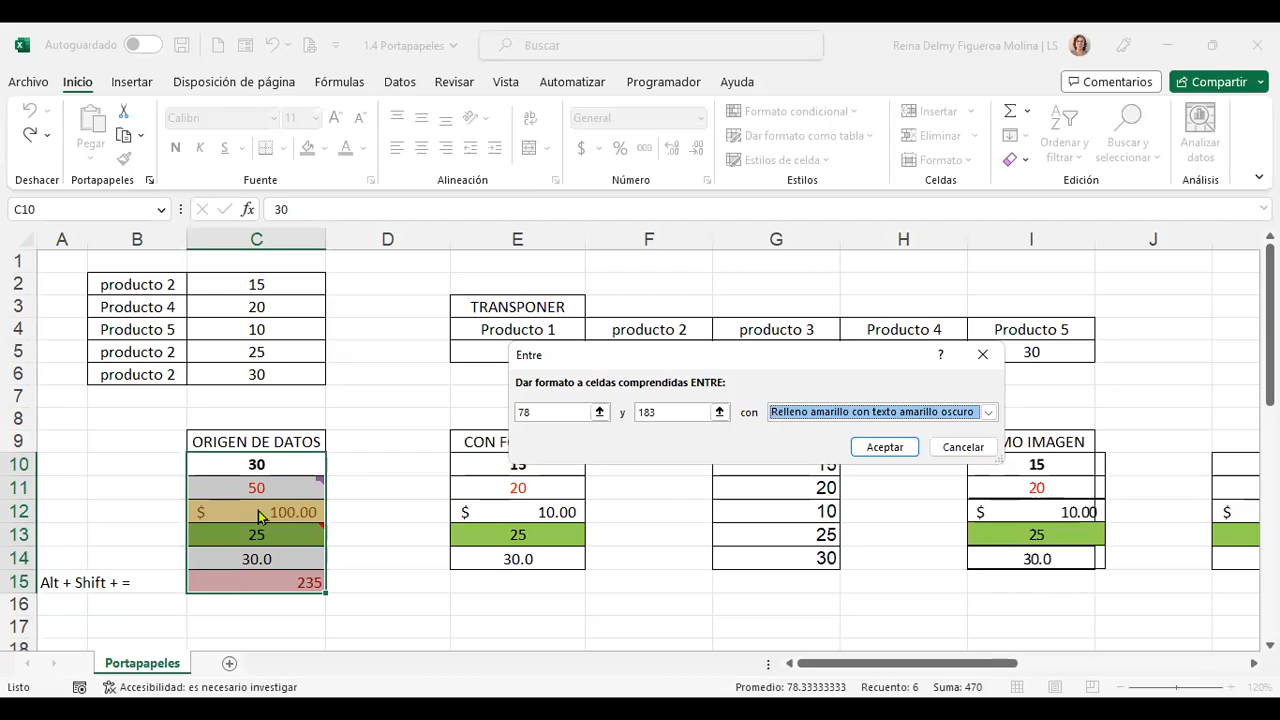 Autoguardado
1.4 Portapapeles
Buscar
Reina Delmy Figueroa Molina | LS
Archivo Inicio Insertar Disposición de página Fórmulas Datos Revisar Vista Automatizar Programador Ayuda
Comentarios Compartir
Pegar
Calibri 11
General
Formato condicional
Dar formato como tabla
Estilos de celda
Insertar
Eliminar
Formato
Ordenar y filtrar
Buscar y seleccionar
Analizar datos
N K S
$ % 000
Deshacer Portapapeles Fuente Alineación Número Estilos Celdas Edición Análisis
C10 fx 30
A B C D E F G H I J
1
2 producto 2 15
3 Producto 4 20 TRANSPONER
4 Producto 5 10 Producto 1 producto 2 producto 3 Producto 4 Producto 5
5 producto 2 25 30
6 producto 2 30
7
8
Entre ?
Dar formato a celdas comprendidas ENTRE:
78 y 183 con Relleno amarillo con texto amarillo oscuro
Aceptar Cancelar
9 ORIGEN DE DATOS CON FO MO IMAGEN
10 30 15 15 15
11 50 20 20 20
12 $ 100.00 $ 10.00 10 $ 10.00 $
13 25 25 25 25
14 30.0 30.0 30 30.0
15 Alt + Shift + = 235
16
17
18
Portapapeles
Listo Accesibilidad: es necesario investigar Promedio: 78.33333333 Recuento: 6 Suma: 470 120%